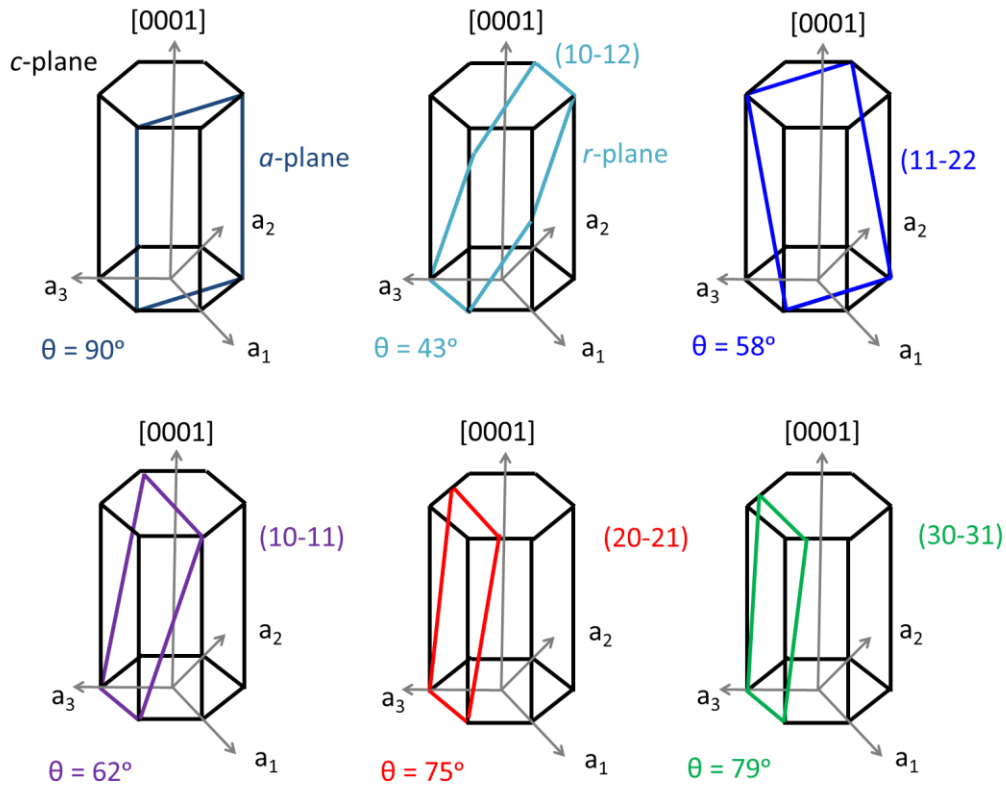 [0001]
c-plane
a-plane
a₂
a₃
a₁
θ = 90º
[0001]
(10-12)
r-plane
a₂
a₃
a₁
θ = 43º
[0001]
(11-22
a₂
a₃
a₁
θ = 58º
[0001]
(10-11)
a₂
a₃
a₁
θ = 62º
[0001]
(20-21)
a₂
a₃
a₁
θ = 75º
[0001]
(30-31)
a₂
a₃
a₁
θ = 79º